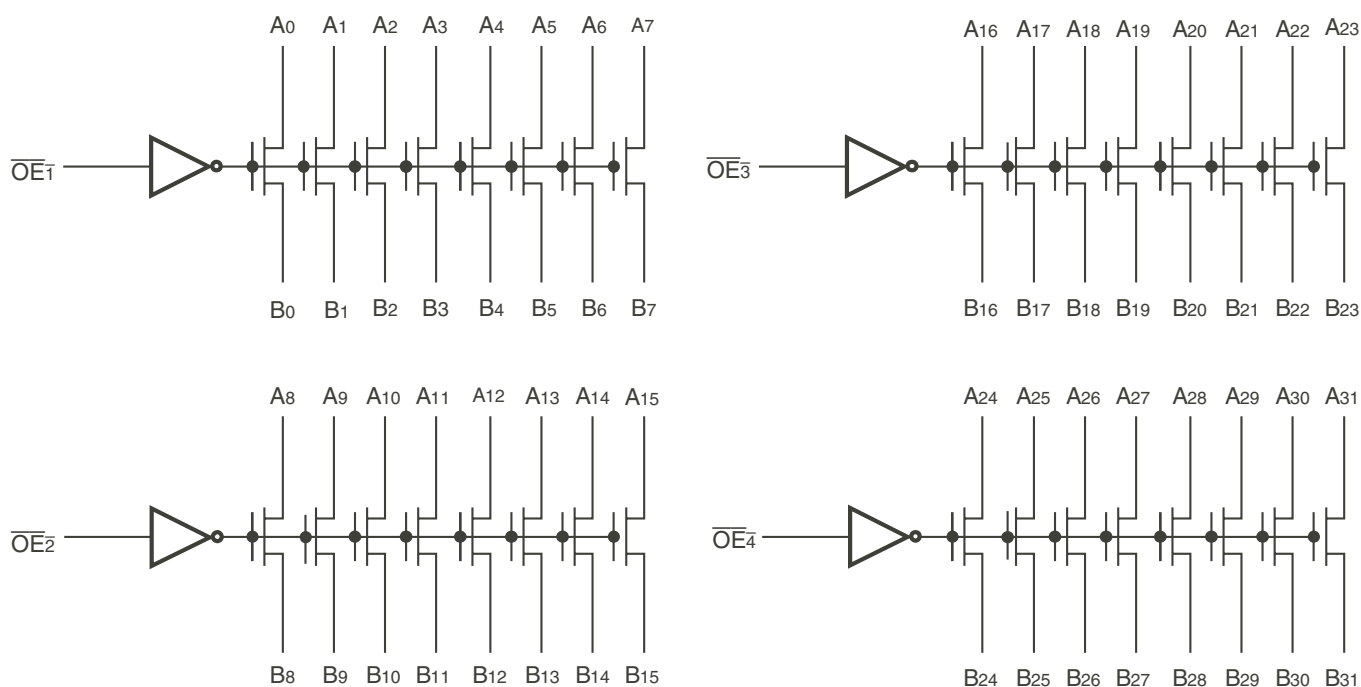 A0 A1 A2 A3 A4 A5 A6 A7
OE1
B0 B1 B2 B3 B4 B5 B6 B7
A16 A17 A18 A19 A20 A21 A22 A23
OE3
B16 B17 B18 B19 B20 B21 B22 B23
A8 A9 A10 A11 A12 A13 A14 A15
OE2
B8 B9 B10 B11 B12 B13 B14 B15
A24 A25 A26 A27 A28 A29 A30 A31
OE4
B24 B25 B26 B27 B28 B29 B30 B31